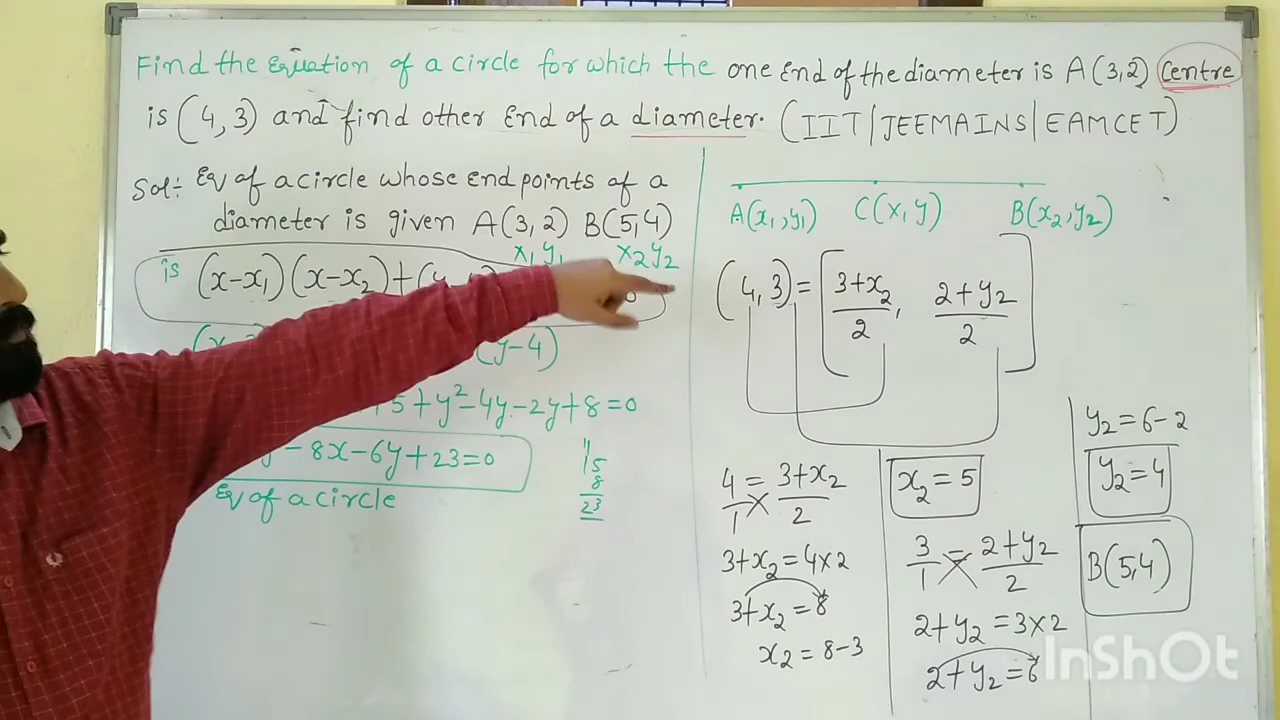 Find the Equation of a circle for which the one End of the diameter is A(3,2) Centre
is (4,3) and find other End of a diameter. (IIT/JEEMAINS/EAMCET)
Sol:- Eq of a circle whose end points of a
diameter is given A(3,2) B(5,4)
x₁ y₁ x₂ y₂
is (x-x₁)(x-x₂)+
(y-4)
5+y²-4y-2y+8=0
-8x-6y+23=0
Eq of a circle
15
8
23
A(x₁,y₁) C(x,y) B(x₂,y₂)
(4,3)=[3+x₂/2, 2+y₂/2]
4/1=3+x₂/2
3+x₂=4×2
3+x₂=8
x₂=8-3
x₂=5
3/1=2+y₂/2
2+y₂=3×2
2+y₂=6
y₂=6-2
y₂=4
B(5,4)
InShOt